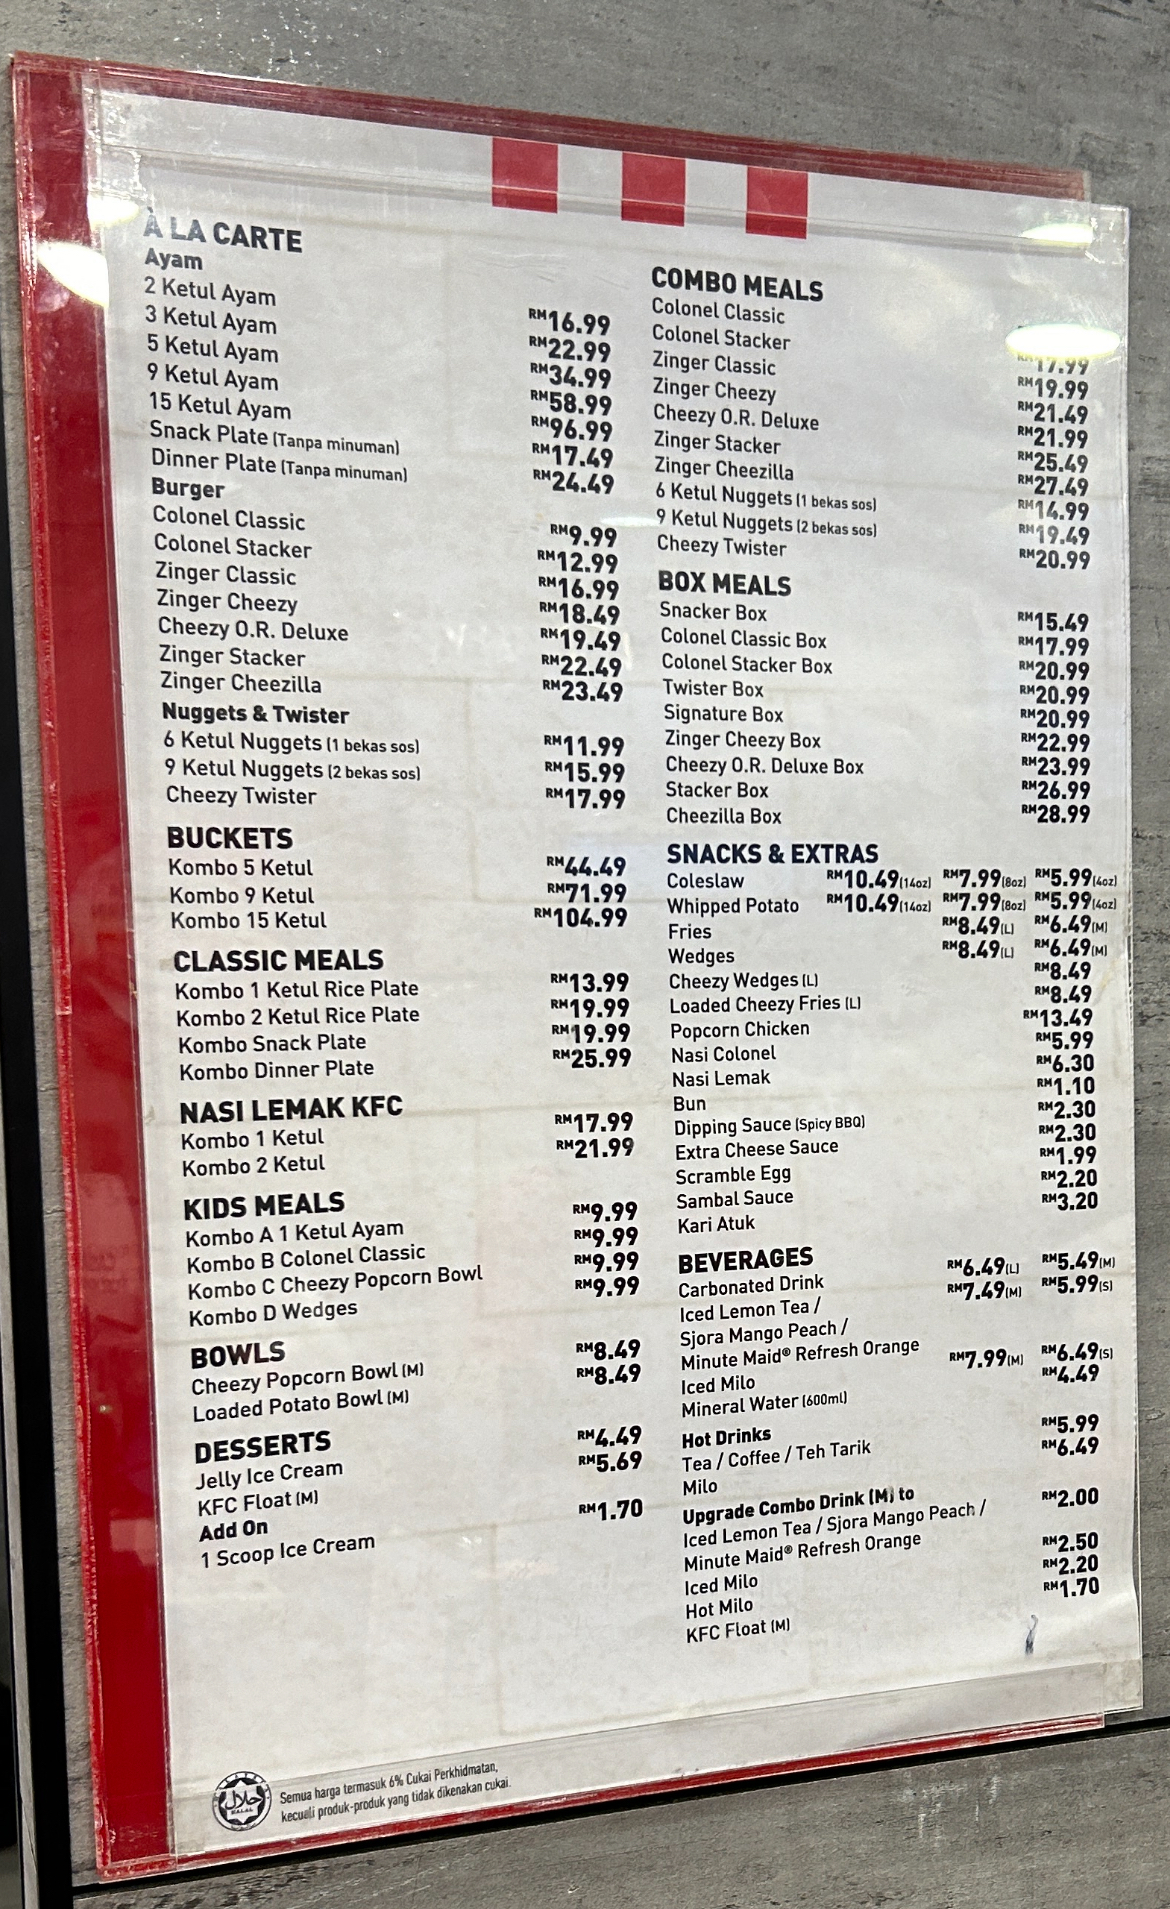 À LA CARTE
Ayam
2 Ketul Ayam RM16.99
3 Ketul Ayam RM22.99
5 Ketul Ayam RM34.99
9 Ketul Ayam RM58.99
15 Ketul Ayam RM96.99
Snack Plate (Tanpa minuman) RM17.49
Dinner Plate (Tanpa minuman) RM24.49
Burger
Colonel Classic RM9.99
Colonel Stacker RM12.99
Zinger Classic RM16.99
Zinger Cheezy RM18.49
Cheezy O.R. Deluxe RM19.49
Zinger Stacker RM22.49
Zinger Cheezilla RM23.49
Nuggets & Twister
6 Ketul Nuggets (1 bekas sos) RM11.99
9 Ketul Nuggets (2 bekas sos) RM15.99
Cheezy Twister RM17.99
BUCKETS
Kombo 5 Ketul RM44.49
Kombo 9 Ketul RM71.99
Kombo 15 Ketul RM104.99
CLASSIC MEALS
Kombo 1 Ketul Rice Plate RM13.99
Kombo 2 Ketul Rice Plate RM19.99
Kombo Snack Plate RM19.99
Kombo Dinner Plate RM25.99
NASI LEMAK KFC
Kombo 1 Ketul RM17.99
Kombo 2 Ketul RM21.99
KIDS MEALS
Kombo A 1 Ketul Ayam RM9.99
Kombo B Colonel Classic RM9.99
Kombo C Cheezy Popcorn Bowl RM9.99
Kombo D Wedges RM9.99
BOWLS
Cheezy Popcorn Bowl (M) RM8.49
Loaded Potato Bowl (M) RM8.49
DESSERTS
Jelly Ice Cream RM4.49
KFC Float (M) RM5.69
Add On
1 Scoop Ice Cream RM1.70
COMBO MEALS
Colonel Classic
Colonel Stacker RM17.99
Zinger Classic RM19.99
Zinger Cheezy RM21.49
Cheezy O.R. Deluxe RM21.99
Zinger Stacker RM25.49
Zinger Cheezilla RM27.49
6 Ketul Nuggets (1 bekas sos) RM14.99
9 Ketul Nuggets (2 bekas sos) RM19.49
Cheezy Twister RM20.99
BOX MEALS
Snacker Box RM15.49
Colonel Classic Box RM17.99
Colonel Stacker Box RM20.99
Twister Box RM20.99
Signature Box RM20.99
Zinger Cheezy Box RM22.99
Cheezy O.R. Deluxe Box RM23.99
Stacker Box RM26.99
Cheezilla Box RM28.99
SNACKS & EXTRAS
Coleslaw RM10.49(14oz) RM7.99(8oz) RM5.99(4oz)
Whipped Potato RM10.49(14oz) RM7.99(8oz) RM5.99(4oz)
Fries RM8.49(L) RM6.49(M)
Wedges RM8.49(L) RM6.49(M)
Cheezy Wedges (L) RM8.49
Loaded Cheezy Fries (L) RM8.49
Popcorn Chicken RM13.49
Nasi Colonel RM5.99
Nasi Lemak RM6.30
Bun RM1.10
Dipping Sauce (Spicy BBQ) RM2.30
Extra Cheese Sauce RM2.30
Scramble Egg RM1.99
Sambal Sauce RM2.20
Kari Atuk RM3.20
BEVERAGES
Carbonated Drink RM6.49(L) RM5.49(M)
Iced Lemon Tea / RM7.49(M) RM5.99(S)
Sjora Mango Peach /
Minute Maid® Refresh Orange
Iced Milo RM7.99(M) RM6.49(S)
Mineral Water (600ml) RM4.49
Hot Drinks
Tea / Coffee / Teh Tarik RM5.99
Milo RM6.49
Upgrade Combo Drink (M) to
Iced Lemon Tea / Sjora Mango Peach / RM2.00
Minute Maid® Refresh Orange
Iced Milo RM2.50
Hot Milo RM2.20
KFC Float (M) RM1.70
حلال
HALAL
Semua harga termasuk 6% Cukai Perkhidmatan,
kecuali produk-produk yang tidak dikenakan cukai.